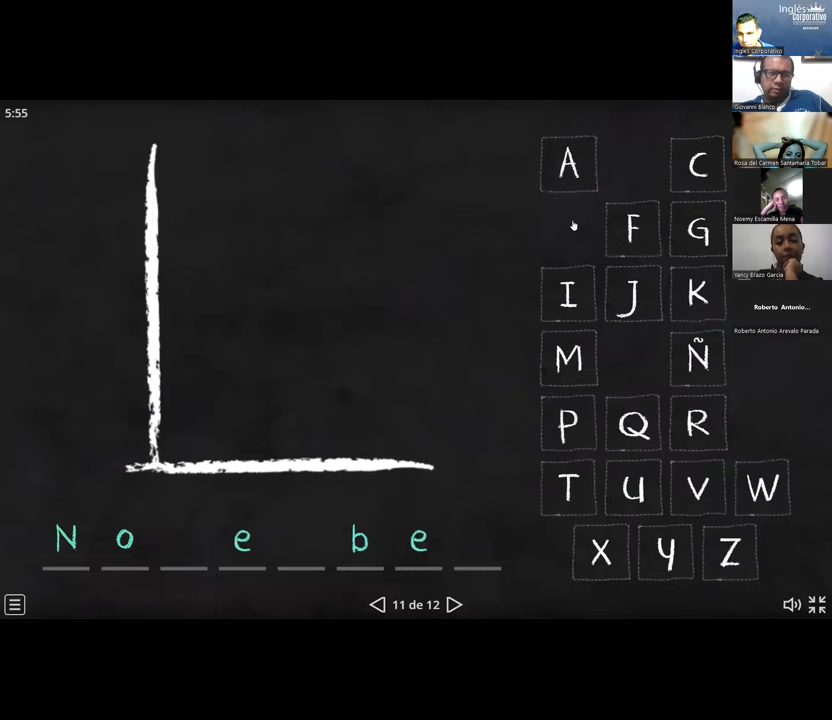 Inglés
Corporativo
Inglés Corporativo
Giovanni Blanco
5:55
A C
Rosa del Carmen Santamaria Tobar
F G
Noemy Escamilla Mena
I J K
Yancy Erazo Garcia
Roberto Antonio...
Roberto Antonio Arevalo Parada
M Ñ
P Q R
T U V W
N o e b e
X Y Z
11 de 12